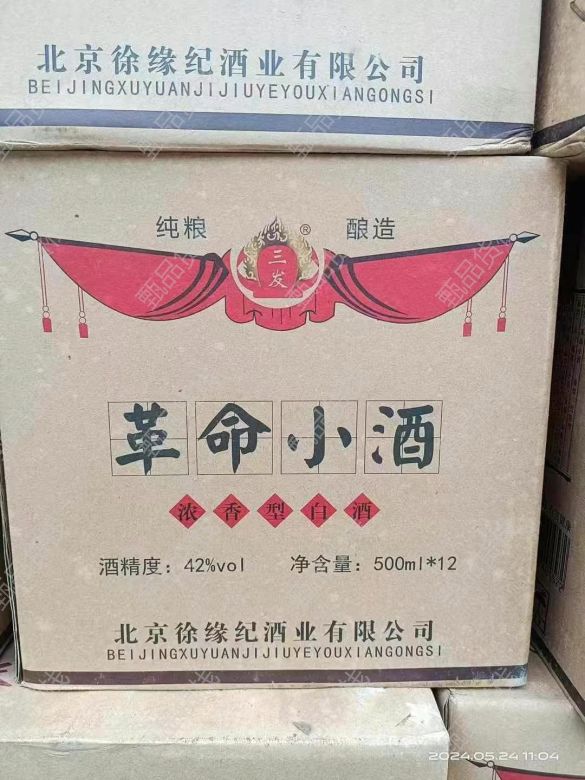 北京徐缘纪酒业有限公司
BEIJINGXUYUANJIJIUYEYOUXIANGONGSI
纯粮 ® 酿造
三发
革命小酒
浓香型白酒
酒精度：42%vol 净含量：500ml*12
北京徐缘纪酒业有限公司
BEIJINGXUYUANJIJIUYEYOUXIANGONGSI
2024.05.24 11:04